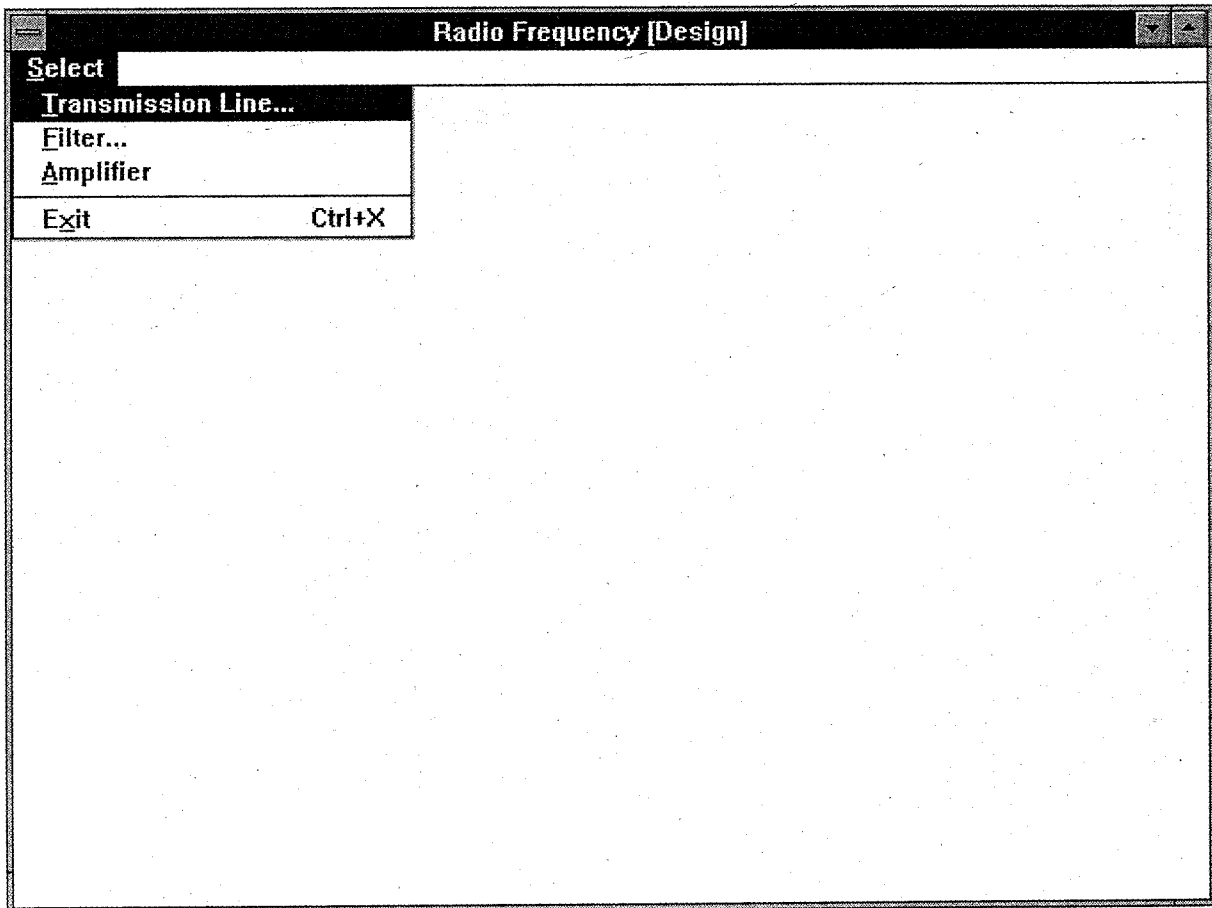 Radio Frequency [Design]
Select
Transmission Line...
Filter...
Amplifier
Exit Ctrl+X